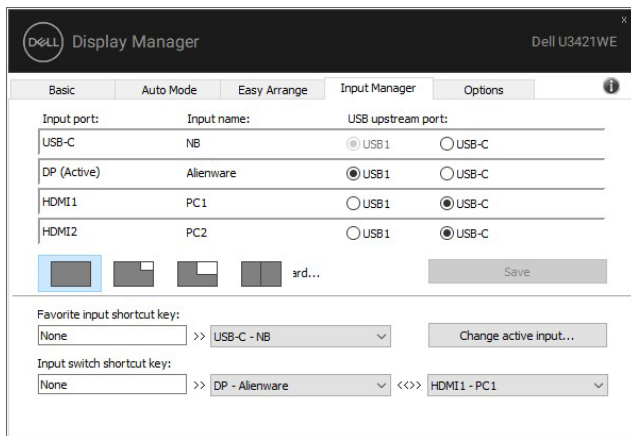 DELL Display Manager Dell U3421WE
x
Basic Auto Mode Easy Arrange Input Manager Options i
Input port: Input name: USB upstream port:
USB-C NB USB1 USB-C
DP (Active) Alienware USB1 USB-C
HDMI1 PC1 USB1 USB-C
HDMI2 PC2 USB1 USB-C
ard... Save
Favorite input shortcut key:
None >> USB-C - NB Change active input...
Input switch shortcut key:
None >> DP - Alienware <<>> HDMI1 - PC1